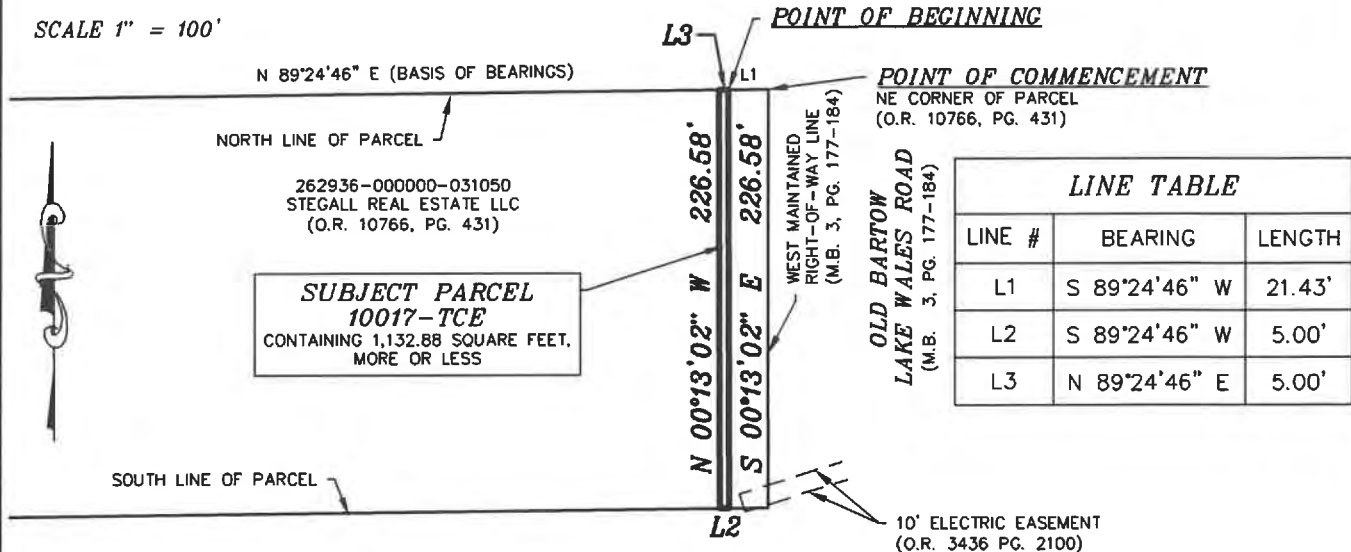 SCALE 1" = 100'
POINT OF BEGINNING
L3
N 89°24'46" E (BASIS OF BEARINGS)
L1
POINT OF COMMENCEMENT
NE CORNER OF PARCEL
(O.R. 10766, PG. 431)
NORTH LINE OF PARCEL
262936-000000-031050
STEGALL REAL ESTATE LLC
(O.R. 10766, PG. 431)
SUBJECT PARCEL
10017-TCE
CONTAINING 1,132.88 SQUARE FEET,
MORE OR LESS
N 00°13'02" W 226.58'
S 00°13'02" E 226.58'
WEST MAINTAINED
RIGHT-OF-WAY LINE
(M.B. 3, PG. 177-184)
OLD BARTOW
LAKE WALES ROAD
(M.B. 3, PG. 177-184)
LINE TABLE
LINE # BEARING LENGTH
L1 S 89°24'46" W 21.43'
L2 S 89°24'46" W 5.00'
L3 N 89°24'46" E 5.00'
SOUTH LINE OF PARCEL
L2
10' ELECTRIC EASEMENT
(O.R. 3436 PG. 2100)